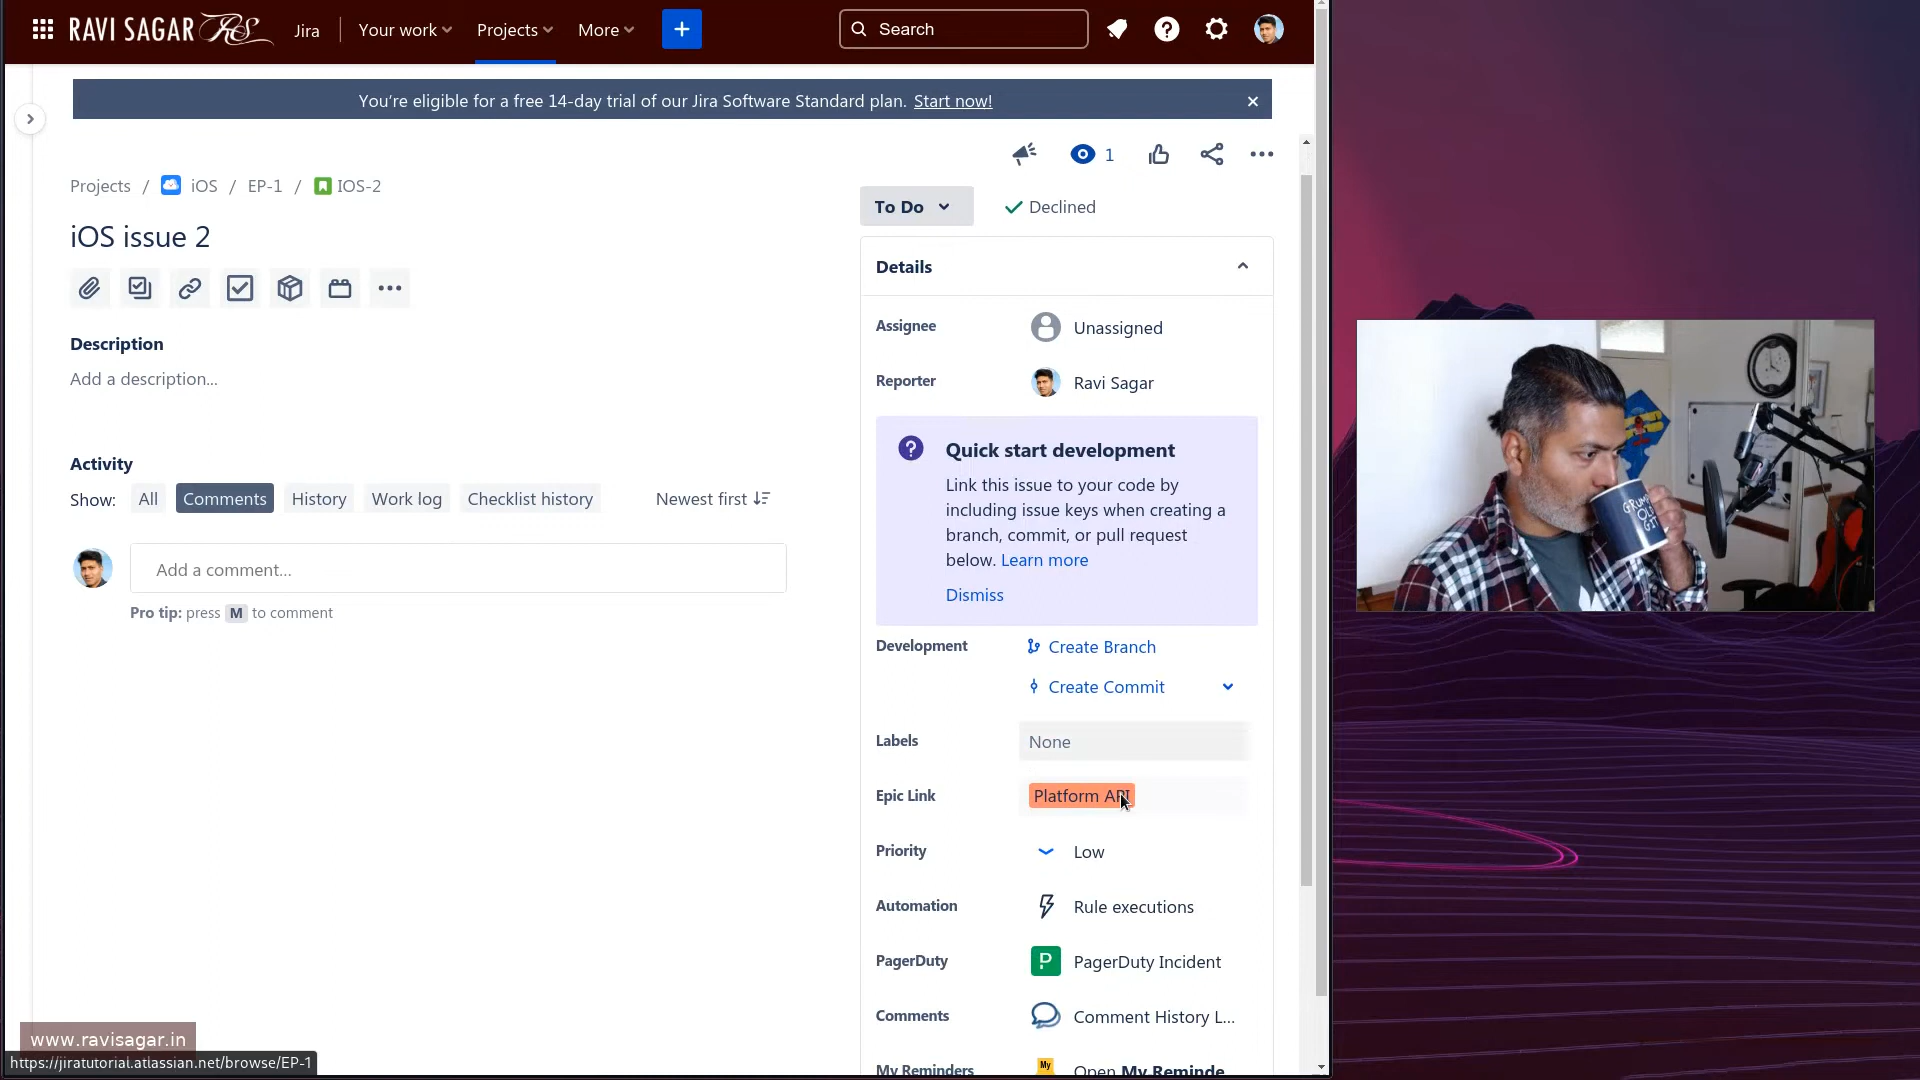 RAVI SAGAR RS
Jira
Your work
Projects
More
Search
You're eligible for a free 14-day trial of our Jira Software Standard plan. Start now!
1
Projects / iOS / EP-1 / IOS-2
To Do
Declined
iOS issue 2
Details
Assignee
Unassigned
Reporter
Ravi Sagar
Description
Add a description...
Quick start development
Link this issue to your code by
including issue keys when creating a
branch, commit, or pull request
below. Learn more
Dismiss
Activity
Show: All Comments History Work log Checklist history Newest first
Add a comment...
Pro tip: press M to comment
Development
Create Branch
Create Commit
Labels
None
Epic Link
Platform API
Priority
Low
Automation
Rule executions
PagerDuty
P PagerDuty Incident
Comments
Comment History L...
My Reminders
My Open My Reminde
www.ravisagar.in
https://jiratutorial.atlassian.net/browse/EP-1
GRUMPY
OLD
GIT